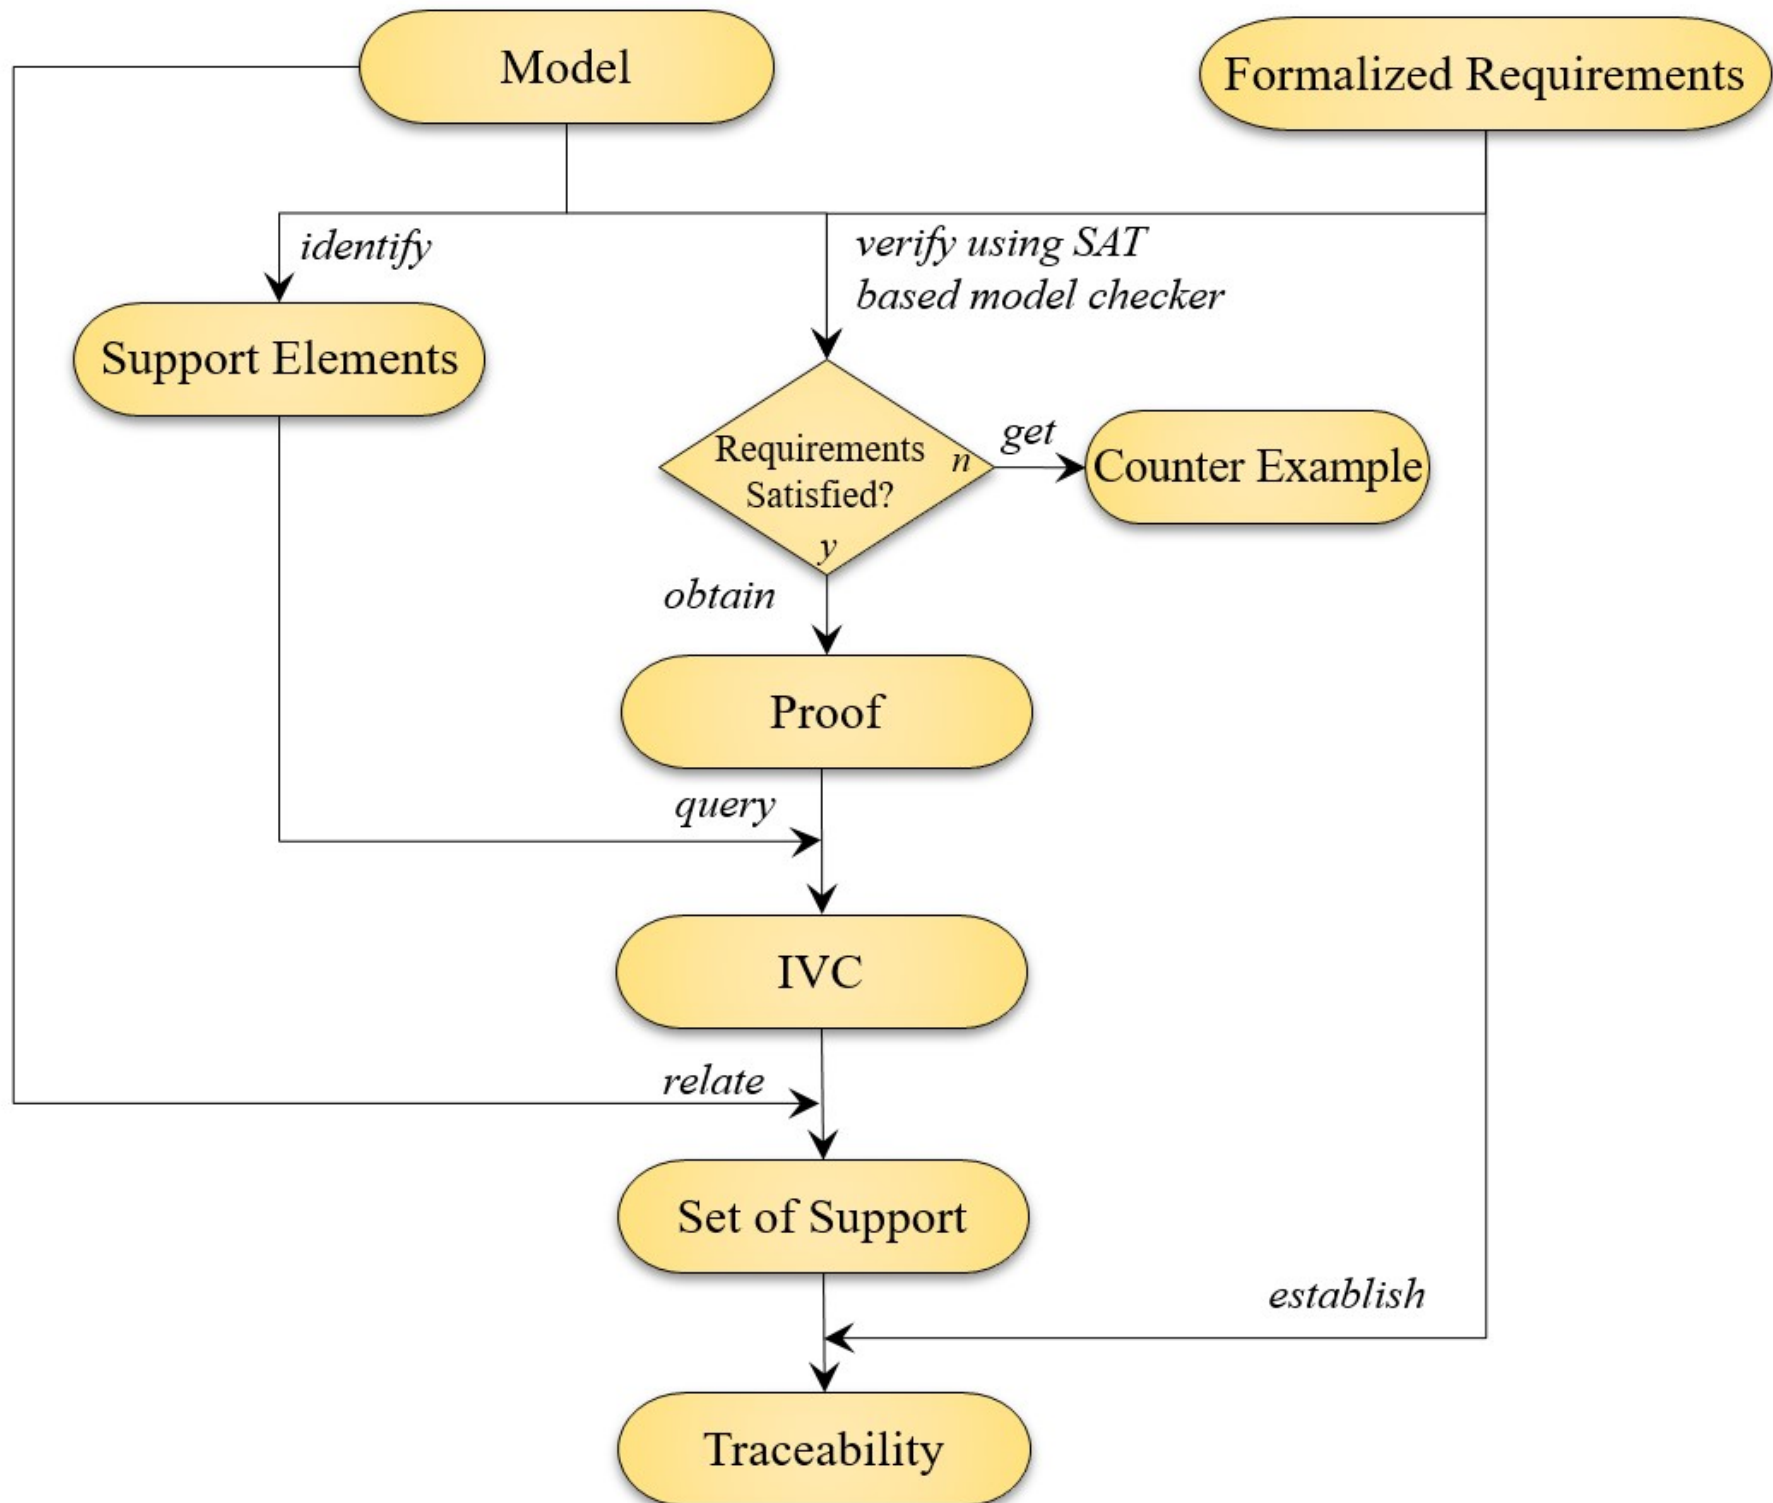 Model
Formalized Requirements
identify
verify using SAT
based model checker
Support Elements
Requirements
Satisfied?
n
y
get
Counter Example
obtain
Proof
query
IVC
relate
Set of Support
establish
Traceability